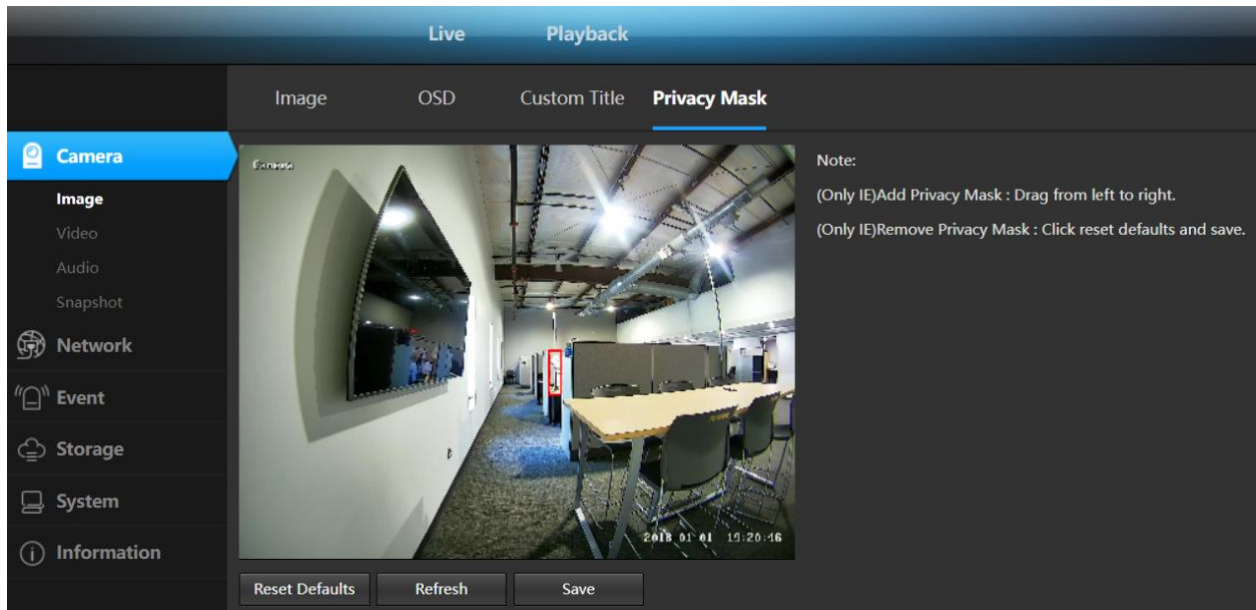 Live Playback
Image OSD Custom Title Privacy Mask
Camera
Image
Video
Audio
Snapshot
Network
Event
Storage
System
Information
Camera
2018 01 01 19:20:46
Note:
(Only IE)Add Privacy Mask : Drag from left to right.
(Only IE)Remove Privacy Mask : Click reset defaults and save.
Reset Defaults Refresh Save